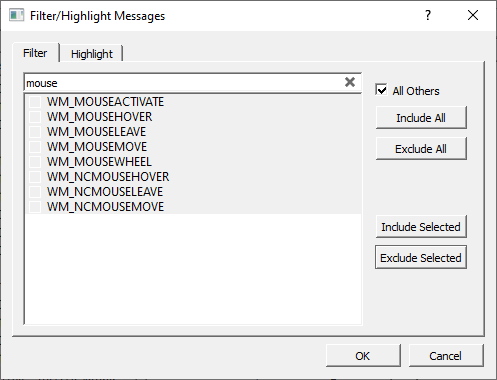 Filter/Highlight Messages
?
Filter
Highlight
mouse
WM_MOUSEACTIVATE
WM_MOUSEHOVER
WM_MOUSELEAVE
WM_MOUSEMOVE
WM_MOUSEWHEEL
WM_NCMOUSEHOVER
WM_NCMOUSELEAVE
WM_NCMOUSEMOVE
All Others
Include All
Exclude All
Include Selected
Exclude Selected
OK
Cancel